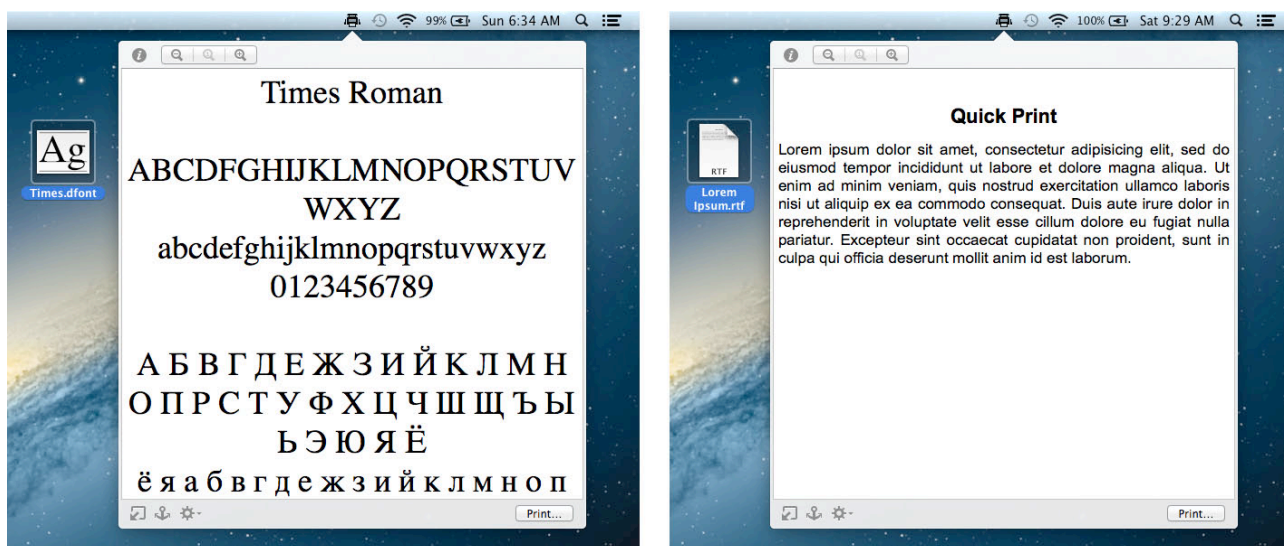 99% Sun 6:34 AM
Times Roman
ABCDFGHIJKLMNOPQRSTUV
WXYZ
abcdefghijklmnopqrstuvwxyz
0123456789
А Б В Г Д Е Ж З И Й К Л М Н
О П Р С Т У Ф Х Ц Ч Ш Щ Ъ Ы
Ь Э Ю Я Ё
ё я а б в г д е ж з и й к л м н о п
Print...
Ag
Times.dfont
100% Sat 9:29 AM
Quick Print
Lorem ipsum dolor sit amet, consectetur adipisicing elit, sed do
eiusmod tempor incididunt ut labore et dolore magna aliqua. Ut
enim ad minim veniam, quis nostrud exercitation ullamco laboris
nisi ut aliquip ex ea commodo consequat. Duis aute irure dolor in
reprehenderit in voluptate velit esse cillum dolore eu fugiat nulla
pariatur. Excepteur sint occaecat cupidatat non proident, sunt in
culpa qui officia deserunt mollit anim id est laborum.
Print...
RTF
Lorem
Ipsum.rtf